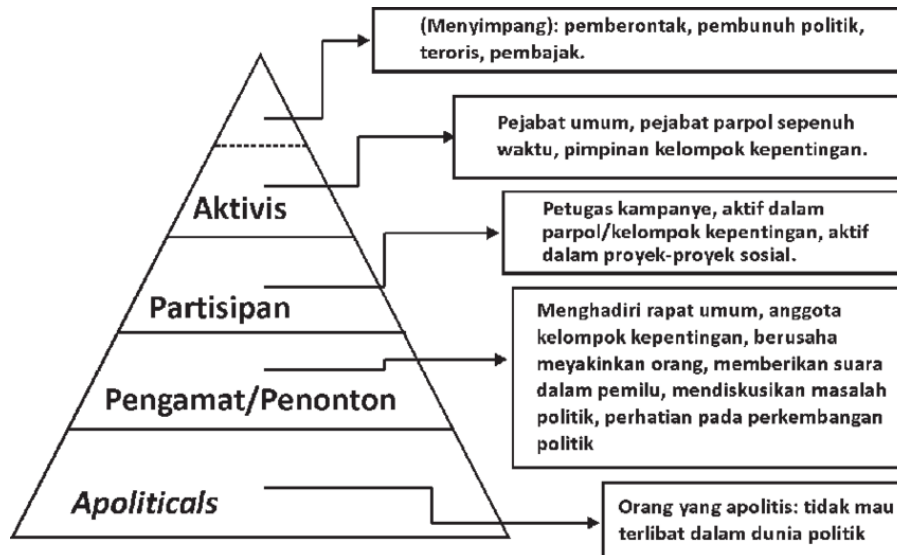 (Menyimpang): pemberontak, pembunuh politik,
teroris, pembajak.
Pejabat umum, pejabat parpol sepenuh
waktu, pimpinan kelompok kepentingan.
Aktivis
Petugas kampanye, aktif dalam
parpol/kelompok kepentingan, aktif
dalam proyek-proyek sosial.
Partisipan
Menghadiri rapat umum, anggota
kelompok kepentingan, berusaha
meyakinkan orang, memberikan suara
dalam pemilu, mendiskusikan masalah
politik, perhatian pada perkembangan
politik
Pengamat/Penonton
Apoliticals
Orang yang apolitis: tidak mau
terlibat dalam dunia politik